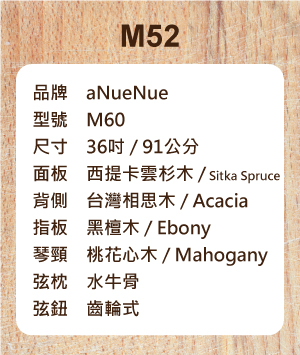 M52
品牌 aNueNue
型號 M60
尺寸 36吋 / 91公分
面板 西提卡雲杉木 / Sitka Spruce
背側 台灣相思木 / Acacia
指板 黑檀木 / Ebony
琴頸 桃花心木 / Mahogany
弦枕 水牛骨
弦鈕 齒輪式